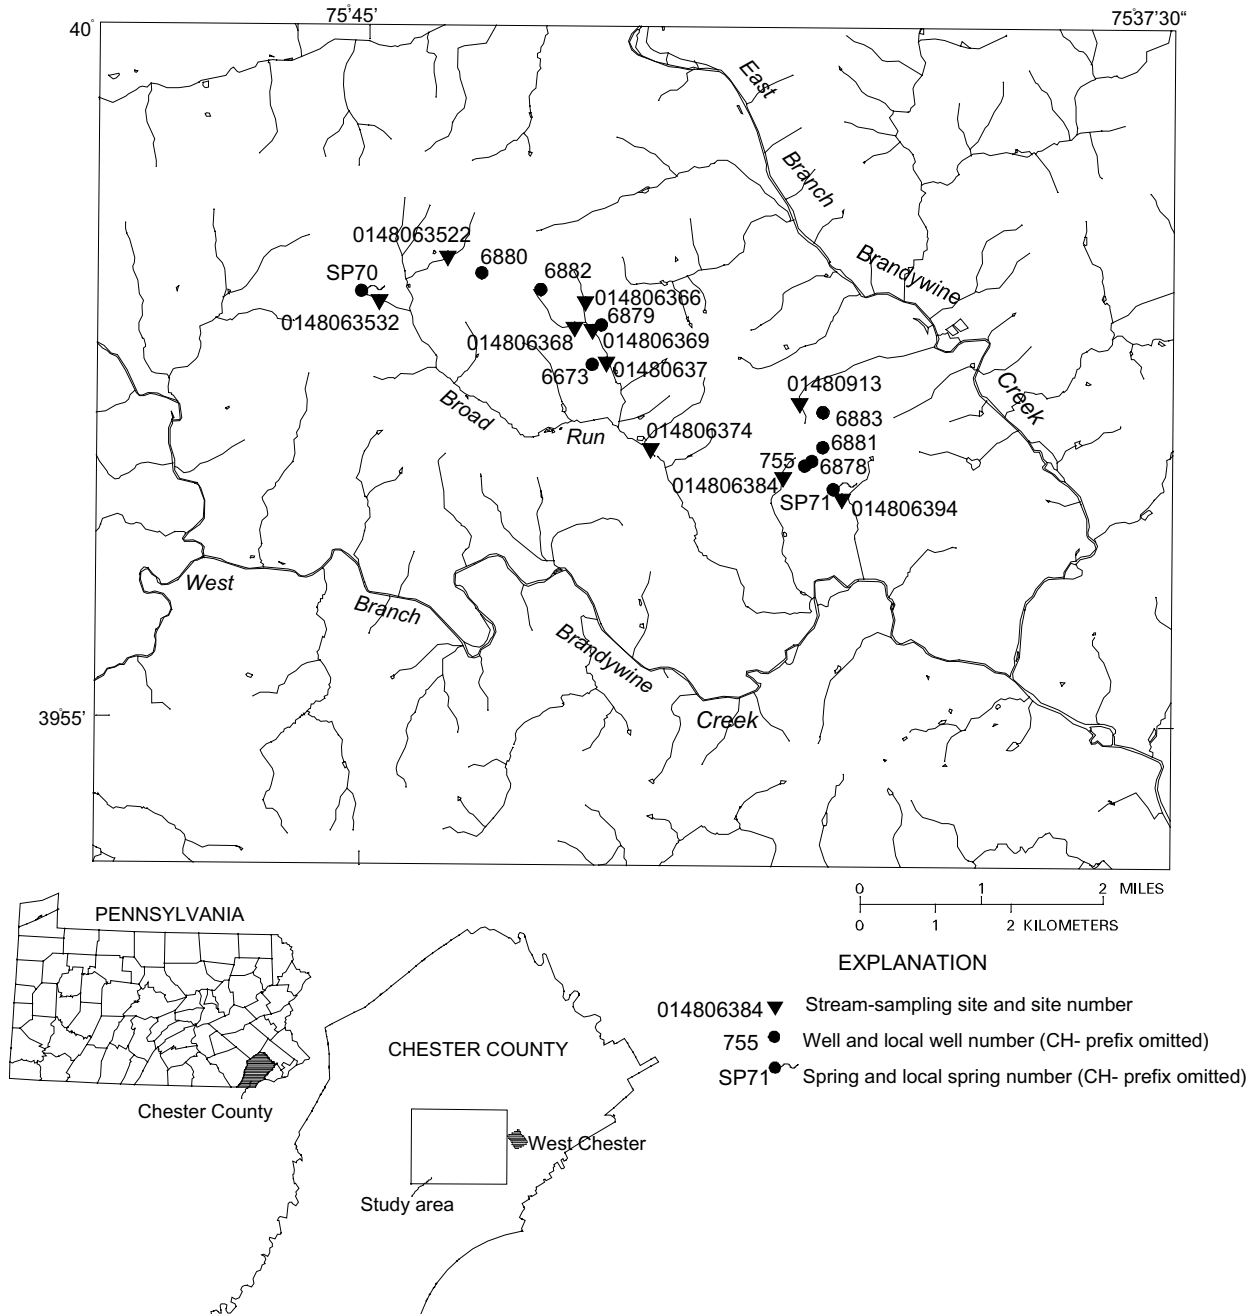 75°45'
75°37'30"
40°
East
Branch
Brandywine
Creek
0148063522
6880
SP70
6882
014806366
6879
0148063532
014806368
014806369
01480637
6673
01480913
Broad
Run
6883
014806374
6881
755
6878
014806384
SP71
014806394
West
Branch
Brandywine
Creek
39°55'
0 1 2 MILES
0 1 2 KILOMETERS
PENNSYLVANIA
Chester County
CHESTER COUNTY
West Chester
Study area
EXPLANATION
014806384 Stream-sampling site and site number
755 Well and local well number (CH- prefix omitted)
SP71 Spring and local spring number (CH- prefix omitted)